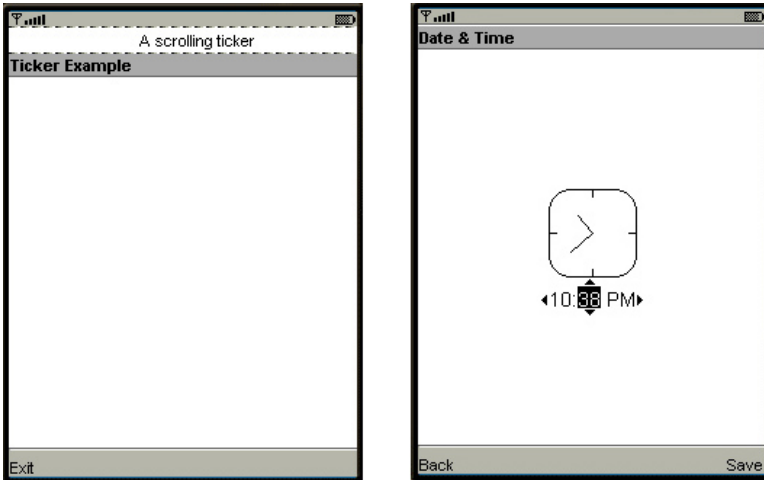 A scrolling ticker
Ticker Example
Exit
Date & Time
10:38 PM
Back
Save